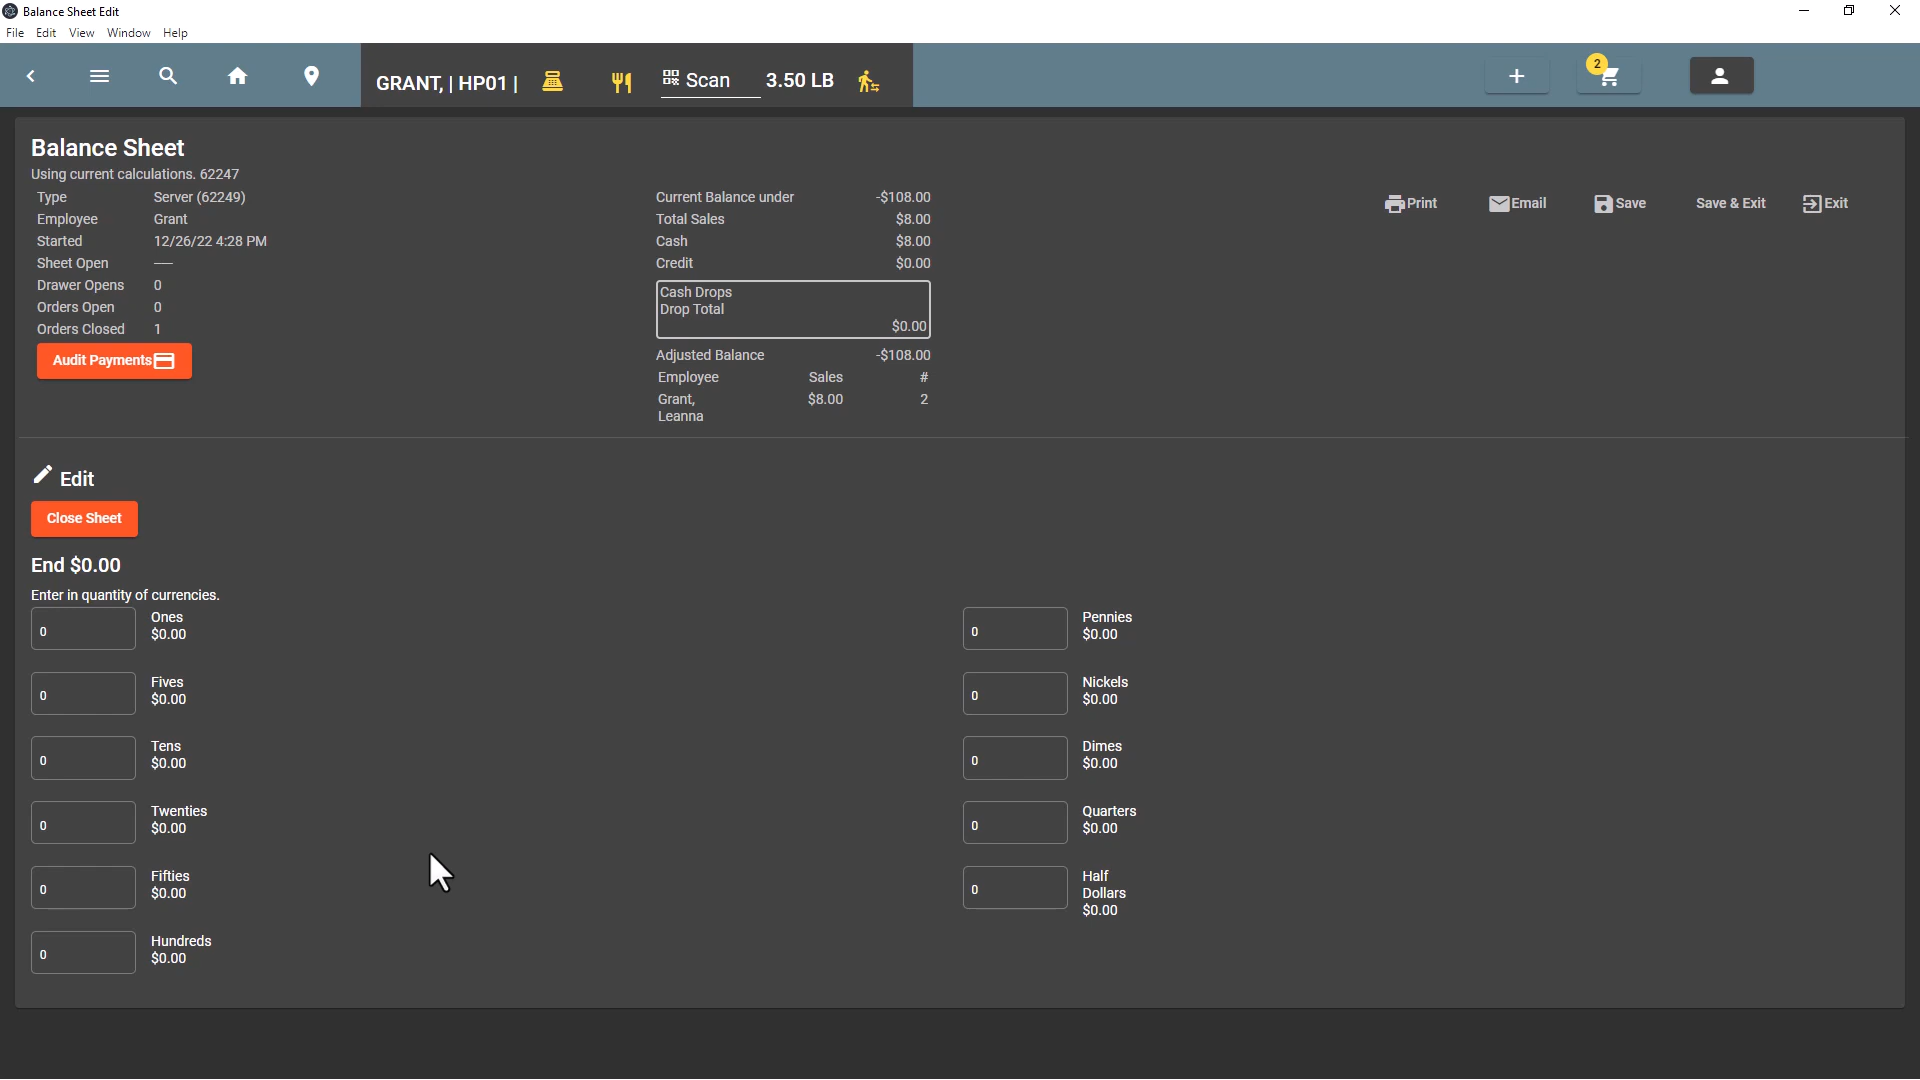 Balance Sheet Edit
File Edit View Window Help
GRANT, | HP01 | Scan 3.50 LB
2
Balance Sheet
Using current calculations. 62247
Type Server (62249)
Employee Grant
Started 12/26/22 4:28 PM
Sheet Open —
Drawer Opens 0
Orders Open 0
Orders Closed 1
Audit Payments
Current Balance under -$108.00
Total Sales $8.00
Cash $8.00
Credit $0.00
Cash Drops
Drop Total
$0.00
Adjusted Balance -$108.00
Employee Sales #
Grant, $8.00 2
Leanna
Print Email Save Save & Exit Exit
Edit
Close Sheet
End $0.00
Enter in quantity of currencies.
0 Ones
$0.00
0 Fives
$0.00
0 Tens
$0.00
0 Twenties
$0.00
0 Fifties
$0.00
0 Hundreds
$0.00
0 Pennies
$0.00
0 Nickels
$0.00
0 Dimes
$0.00
0 Quarters
$0.00
0 Half
Dollars
$0.00